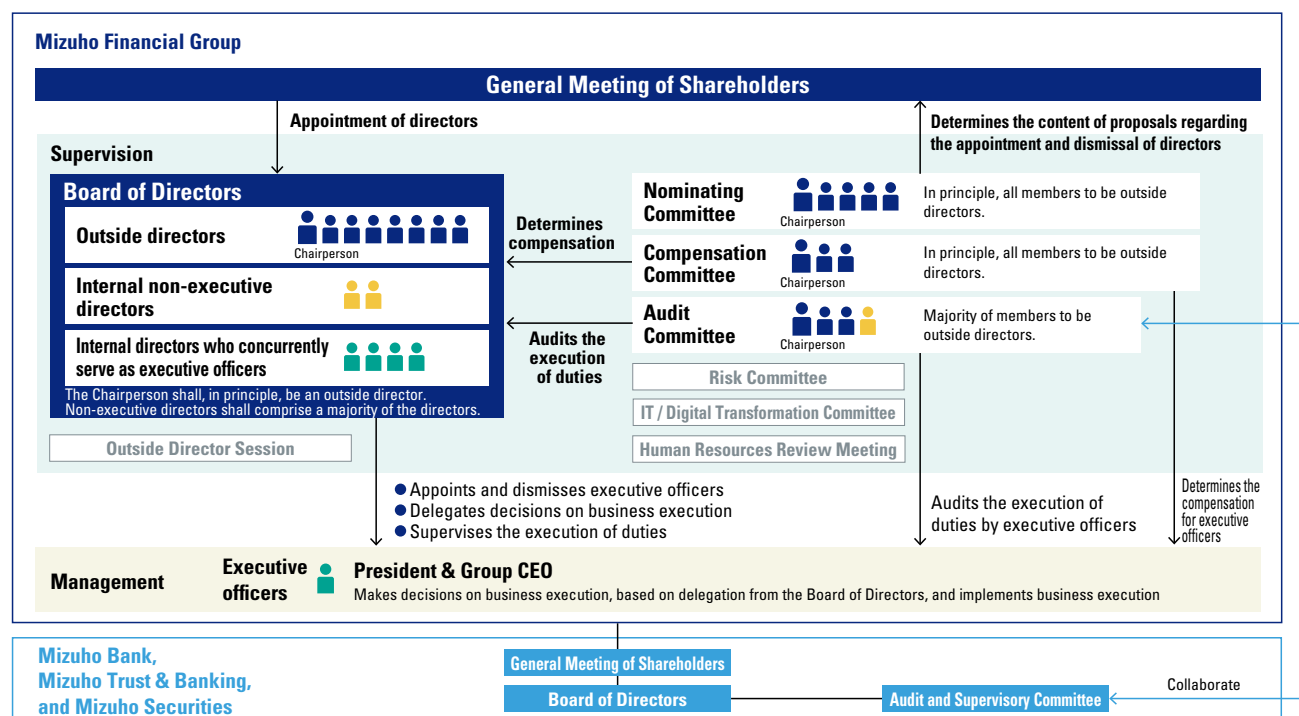 Mizuho Financial Group
General Meeting of Shareholders
Appointment of directors
Determines the content of proposals regarding
the appointment and dismissal of directors
Supervision
Board of Directors
Outside directors
Chairperson
Internal non-executive
directors
Internal directors who concurrently
serve as executive officers
The Chairperson shall, in principle, be an outside director.
Non-executive directors shall comprise a majority of the directors.
Outside Director Session
Determines
compensation
Audits the
execution
of duties
Nominating
Committee
Chairperson
In principle, all members to be outside
directors.
Compensation
Committee
Chairperson
In principle, all members to be outside
directors.
Audit
Committee
Chairperson
Majority of members to be
outside directors.
Risk Committee
IT / Digital Transformation Committee
Human Resources Review Meeting
● Appoints and dismisses executive officers
● Delegates decisions on business execution
● Supervises the execution of duties
Audits the execution of
duties by executive officers
Determines the
compensation
for executive
officers
Management
Executive
officers
President & Group CEO
Makes decisions on business execution, based on delegation from the Board of Directors, and implements business execution
Mizuho Bank,
Mizuho Trust & Banking,
and Mizuho Securities
General Meeting of Shareholders
Board of Directors
Audit and Supervisory Committee
Collaborate